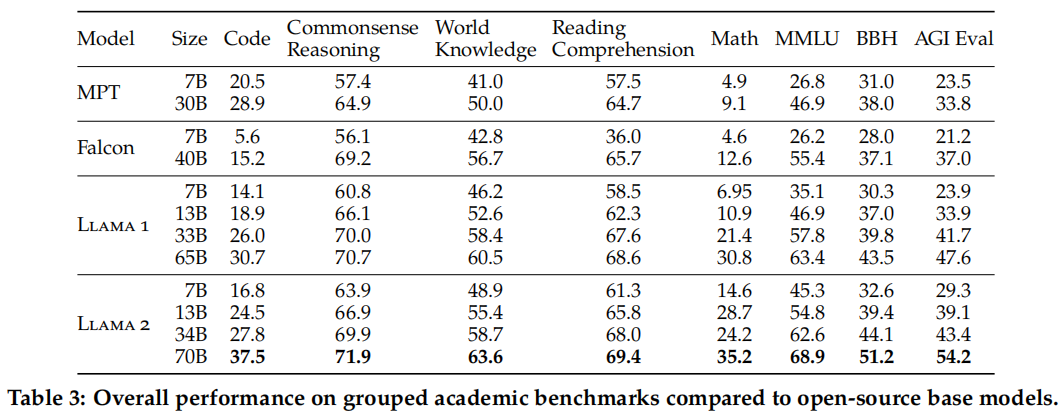 Model Size Code Commonsense Reasoning World Knowledge Reading Comprehension Math MMLU BBH AGI Eval
MPT 7B 20.5 57.4 41.0 57.5 4.9 26.8 31.0 23.5
30B 28.9 64.9 50.0 64.7 9.1 46.9 38.0 33.8
Falcon 7B 5.6 56.1 42.8 36.0 4.6 26.2 28.0 21.2
40B 15.2 69.2 56.7 65.7 12.6 55.4 37.1 37.0
LLAMA 1 7B 14.1 60.8 46.2 58.5 6.95 35.1 30.3 23.9
13B 18.9 66.1 52.6 62.3 10.9 46.9 37.0 33.9
33B 26.0 70.0 58.4 67.6 21.4 57.8 39.8 41.7
65B 30.7 70.7 60.5 68.6 30.8 63.4 43.5 47.6
LLAMA 2 7B 16.8 63.9 48.9 61.3 14.6 45.3 32.6 29.3
13B 24.5 66.9 55.4 65.8 28.7 54.8 39.4 39.1
34B 27.8 69.9 58.7 68.0 24.2 62.6 44.1 43.4
70B 37.5 71.9 63.6 69.4 35.2 68.9 51.2 54.2
Table 3: Overall performance on grouped academic benchmarks compared to open-source base models.